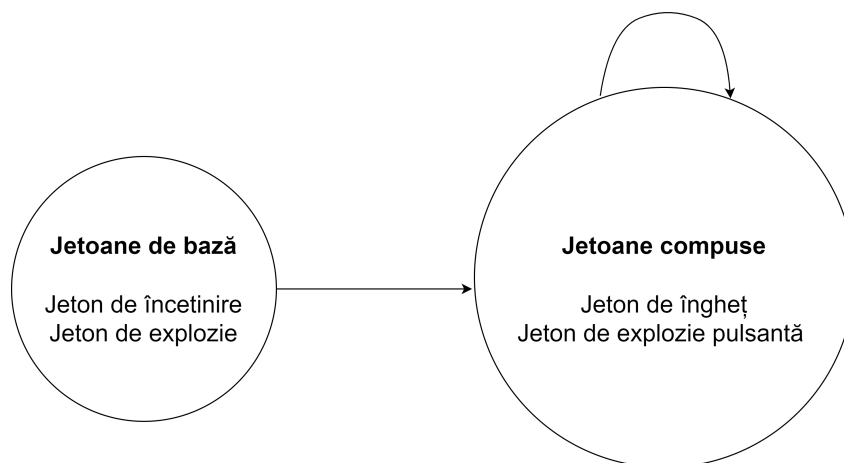 Jetoane de bază
Jeton de încetinire
Jeton de explozie
Jetoane compuse
Jeton de îngheț
Jeton de explozie pulsantă